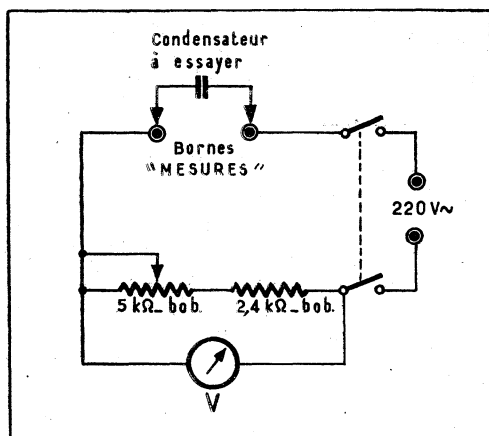 Condensateur
à essayer
Bornes
"MESURES"
220 V~
5 kΩ_bob.
2,4 kΩ_bob.
V